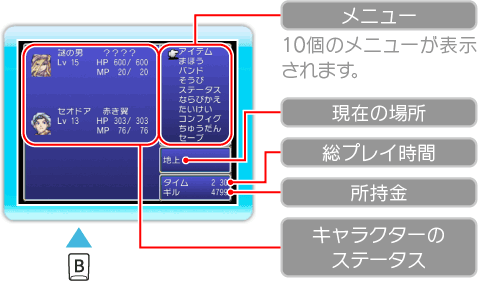 謎の男 ????
Lv 15 HP 600/ 600
MP 20/ 20
セオドア 赤き翼
Lv 13 HP 303/ 303
MP 76/ 76
アイテム
まほう
バンド
そうび
ステータス
ならびかえ
たいけい
コンフィグ
ちゅうだん
セーブ
地上
タイム 2 30
ギル 4799
B
メニュー
10個のメニューが表示
されます。
現在の場所
総プレイ時間
所持金
キャラクターの
ステータス